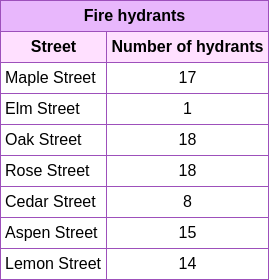 Fire hydrants
Street Number of hydrants
Maple Street 17
Elm Street 1
Oak Street 18
Rose Street 18
Cedar Street 8
Aspen Street 15
Lemon Street 14